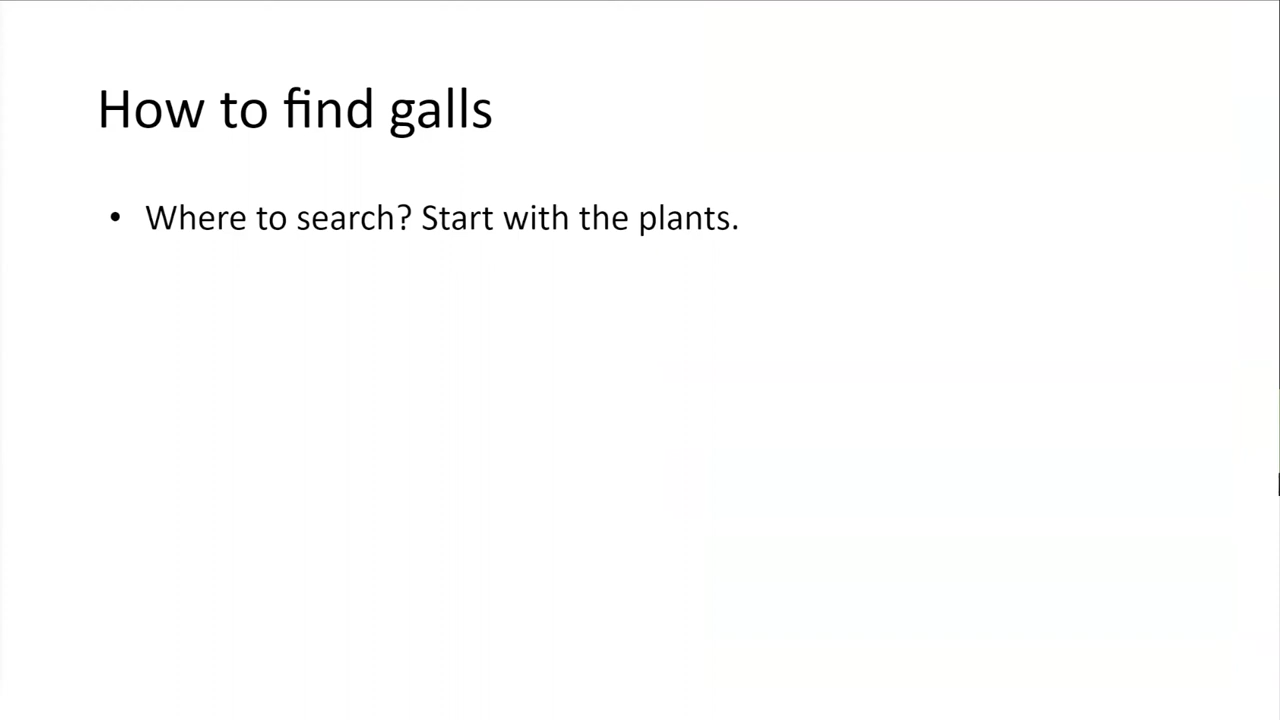 How to find galls
• Where to search? Start with the plants.